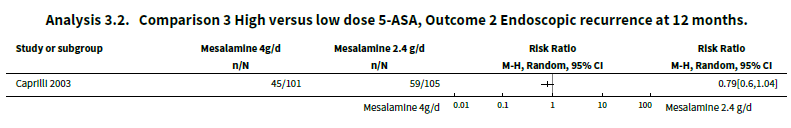 Analysis 3.2. Comparison 3 High versus low dose 5-ASA, Outcome 2 Endoscopic recurrence at 12 months.
Study or subgroup Mesalamine 4g/d Mesalamine 2.4 g/d Risk Ratio Risk Ratio
n/N n/N M-H, Random, 95% CI M-H, Random, 95% CI
Caprilli 2003 45/101 59/105 0.79[0.6,1.04]
Mesalamine 4g/d 0.01 0.1 1 10 100 Mesalamine 2.4 g/d